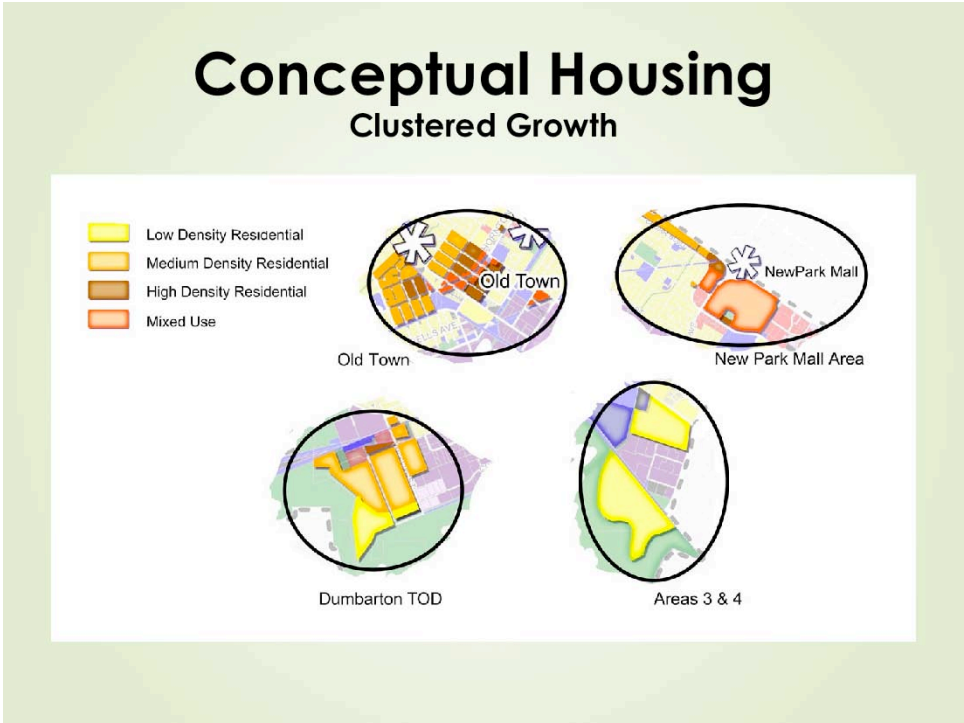 Conceptual Housing
Clustered Growth
Low Density Residential
Medium Density Residential
High Density Residential
Mixed Use
Old Town
Old Town
NewPark Mall
New Park Mall Area
Dumbarton TOD
Areas 3 & 4